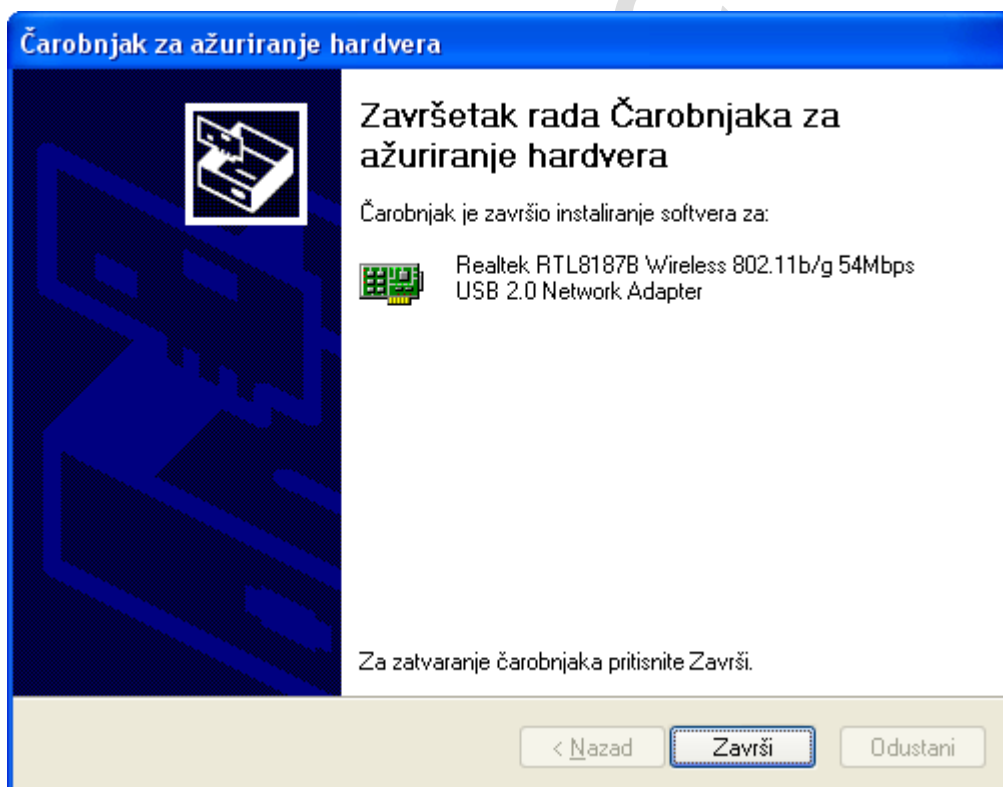 Čarobnjak za ažuriranje hardvera
Završetak rada Čarobnjaka za
ažuriranje hardvera
Čarobnjak je završio instaliranje softvera za:
Realtek RTL8187B Wireless 802.11b/g 54Mbps
USB 2.0 Network Adapter
Za zatvaranje čarobnjaka pritisnite Završi.
< Nazad Završi Odustani